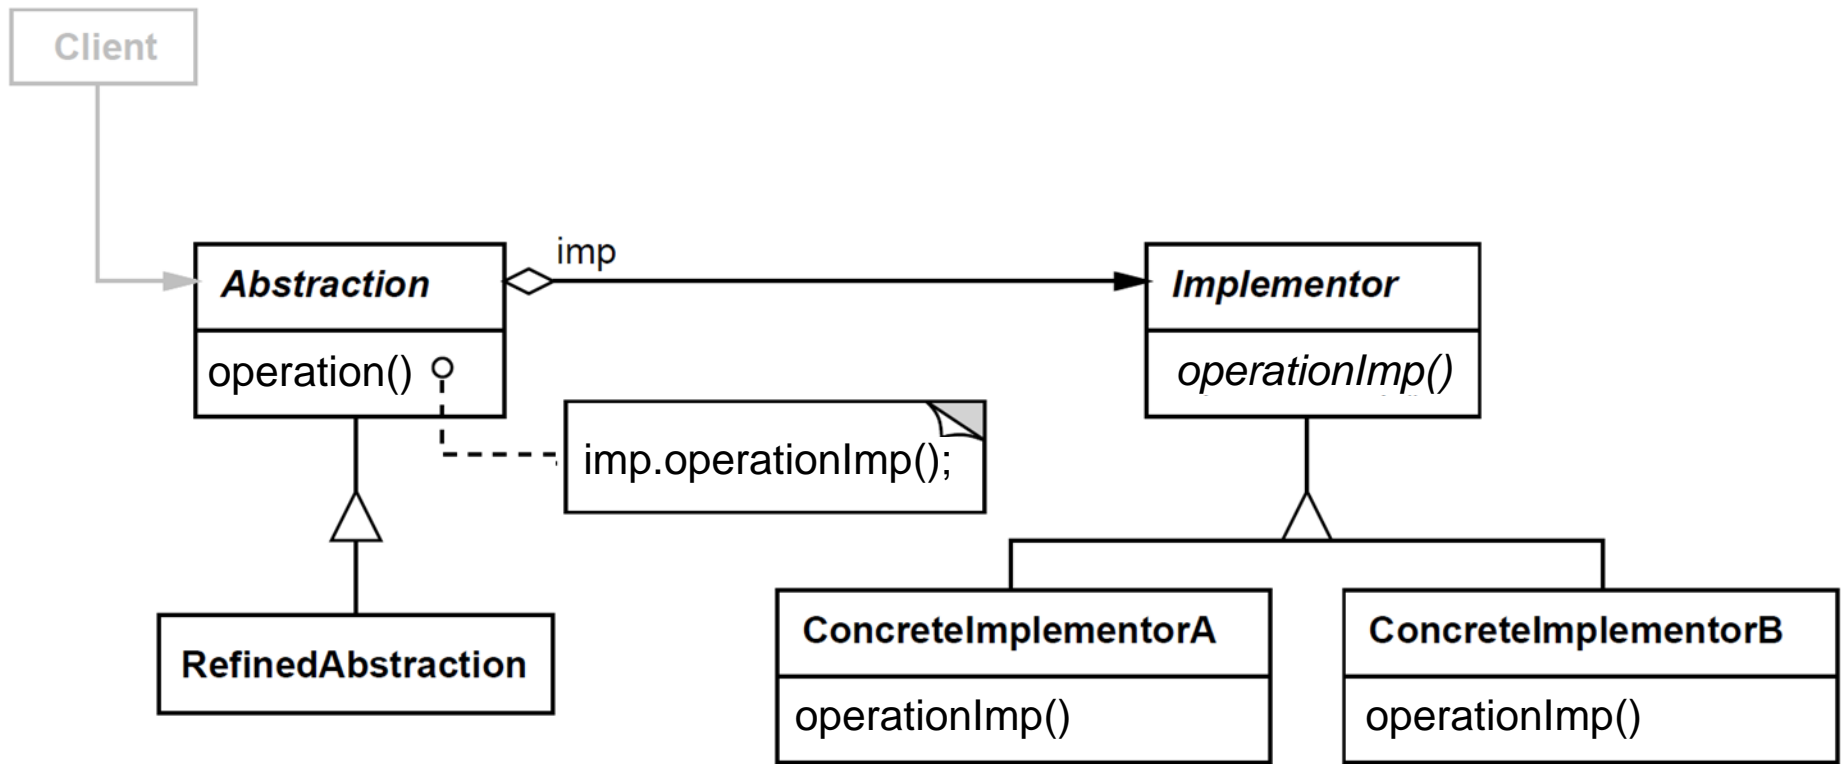 Client
imp
Abstraction
Implementor
operation()
operationImp()
imp.operationImp();
RefinedAbstraction
ConcreteImplementorA
ConcreteImplementorB
operationImp()
operationImp()